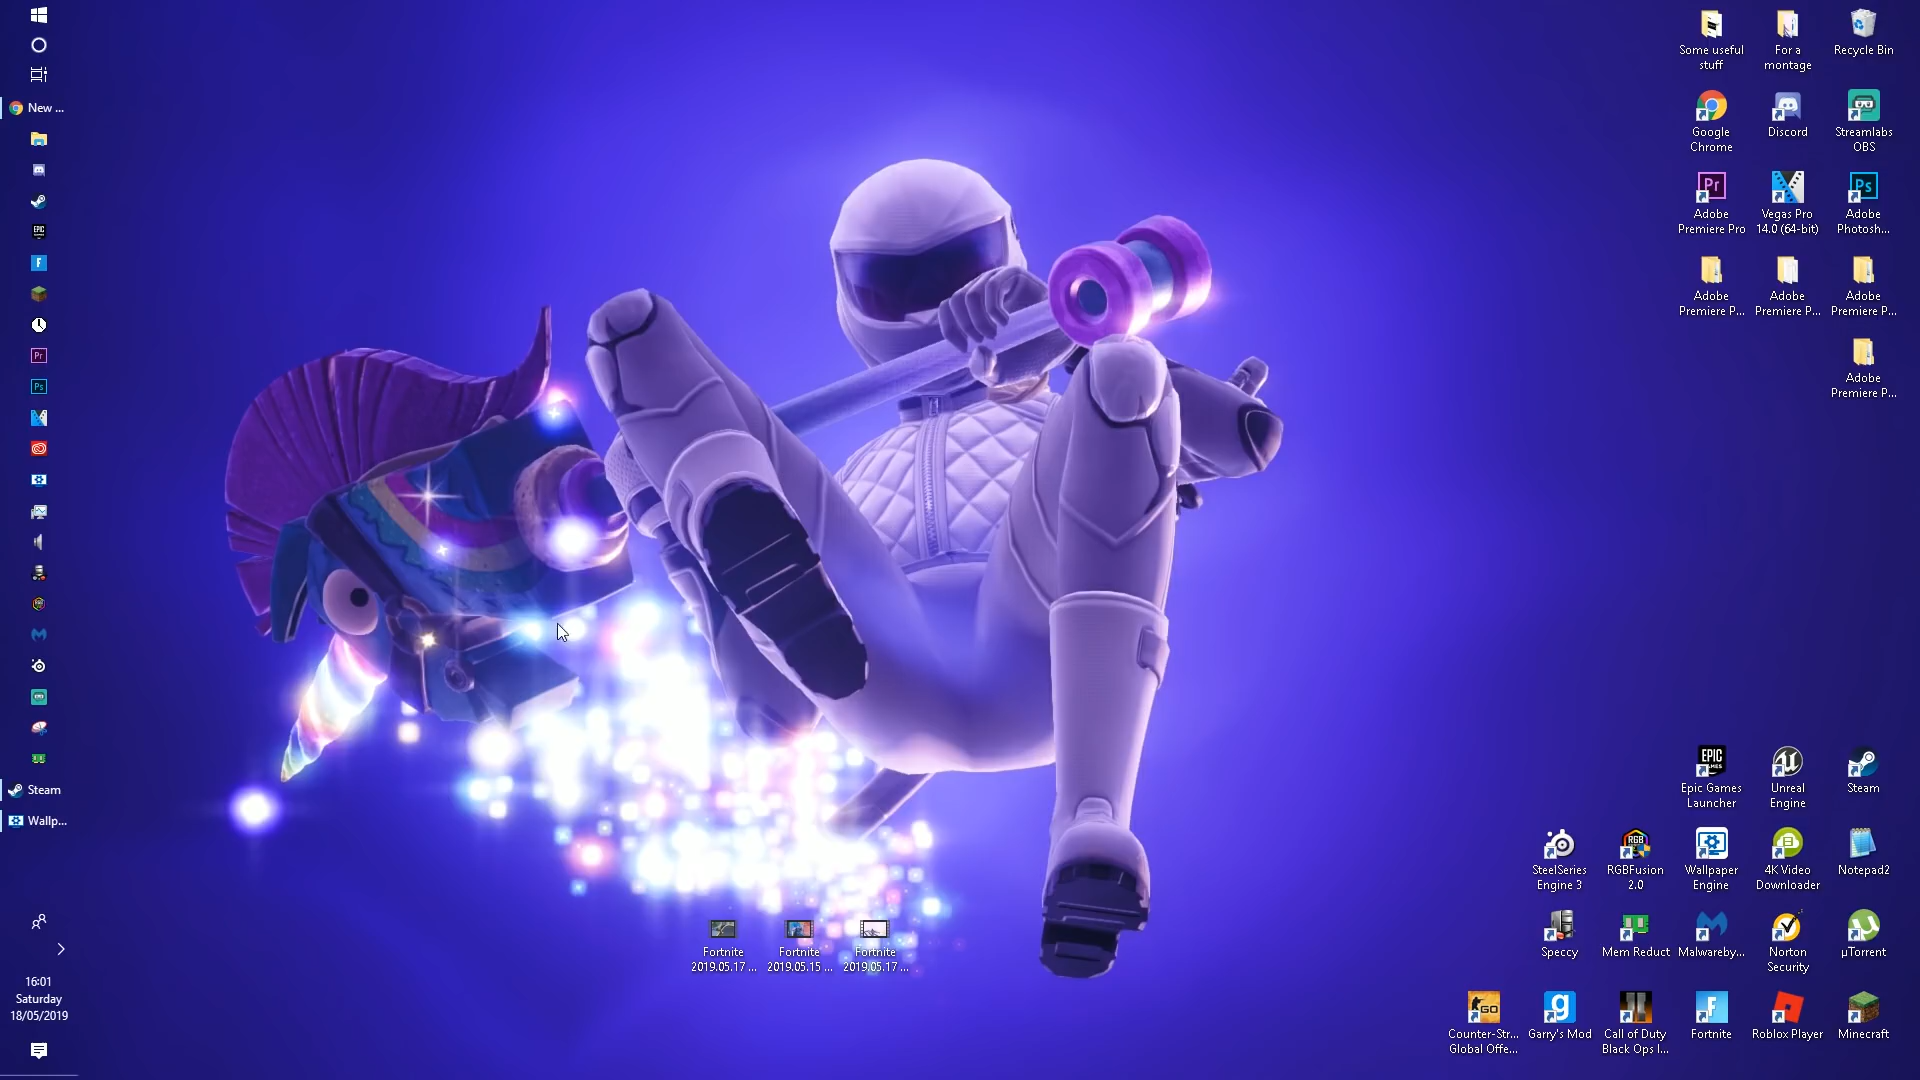 New ...
Steam
Wallp...
16:01
Saturday
18/05/2019
Some useful
stuff
For a
montage
Recycle Bin
Google
Chrome
Discord
Streamlabs
OBS
Adobe
Premiere Pro
Vegas Pro
14.0 (64-bit)
Adobe
Photosh...
Adobe
Premiere P...
Adobe
Premiere P...
Adobe
Premiere P...
Adobe
Premiere P...
Fortnite
2019.05.17 ...
Fortnite
2019.05.15 ...
Fortnite
2019.05.17 ...
Epic Games
Launcher
Unreal
Engine
Steam
SteelSeries
Engine 3
RGBFusion
2.0
Wallpaper
Engine
4K Video
Downloader
Notepad2
Speccy
Mem Reduct
Malwareby...
Norton
Security
µTorrent
Counter-Str...
Global Offe...
Garry's Mod
Call of Duty
Black Ops I...
Fortnite
Roblox Player
Minecraft